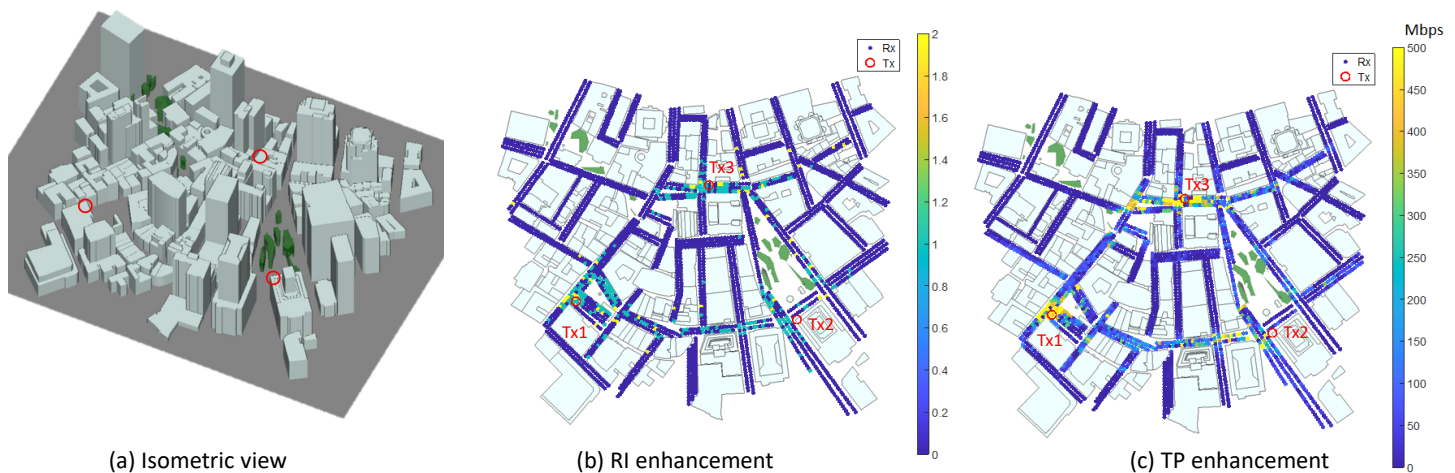 2
1.8
1.6
1.4
1.2
1
0.8
0.6
0.4
0.2
0
Rx
Tx
Tx3
Tx1
Tx2
Mbps
500
450
400
350
300
250
200
150
100
50
0
Rx
Tx
Tx3
Tx1
Tx2
(a) Isometric view
(b) RI enhancement
(c) TP enhancement